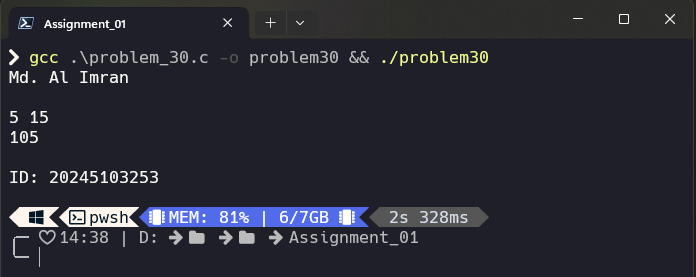 Assignment_01
gcc .\problem_30.c -o problem30 && ./problem30
Md. Al Imran
5 15
105
ID: 20245103253
pwsh MEM: 81% | 6/7GB 2s 328ms
14:38 | D: Assignment_01